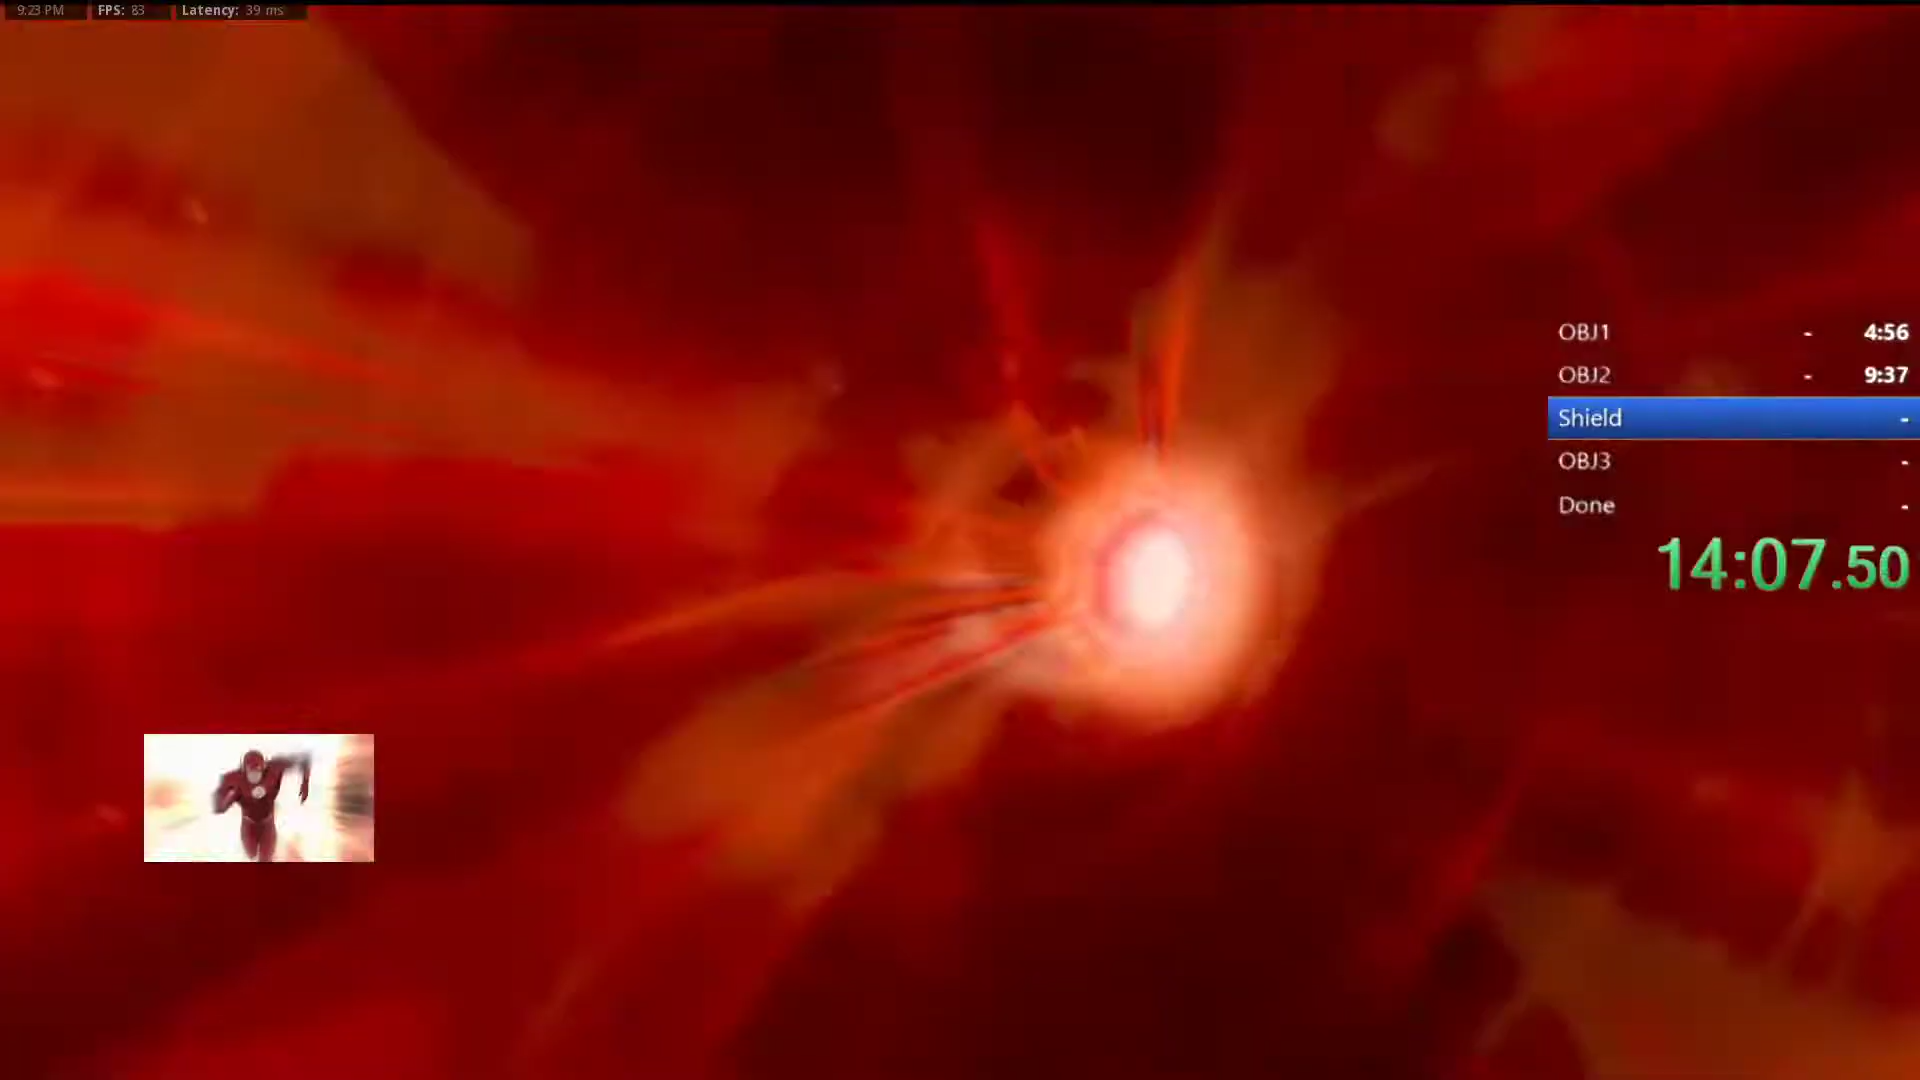 9:23 PM FPS: 83 Latency: 39 ms
OBJ1 - 4:56
OBJ2 - 9:37
Shield -
OBJ3 -
Done -
14:07.50